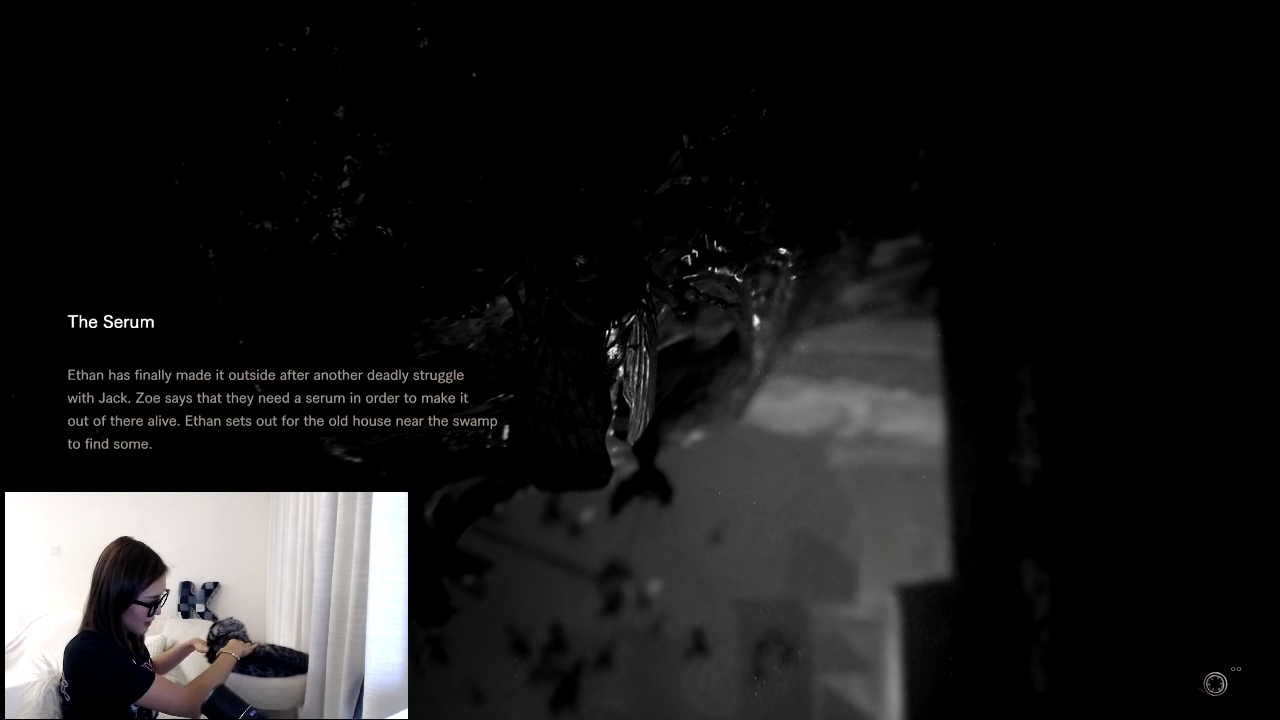 The Serum
Ethan has finally made it outside after another deadly struggle
with Jack. Zoe says that they need a serum in order to make it
out of there alive. Ethan sets out for the old house near the swamp
to find some.
K